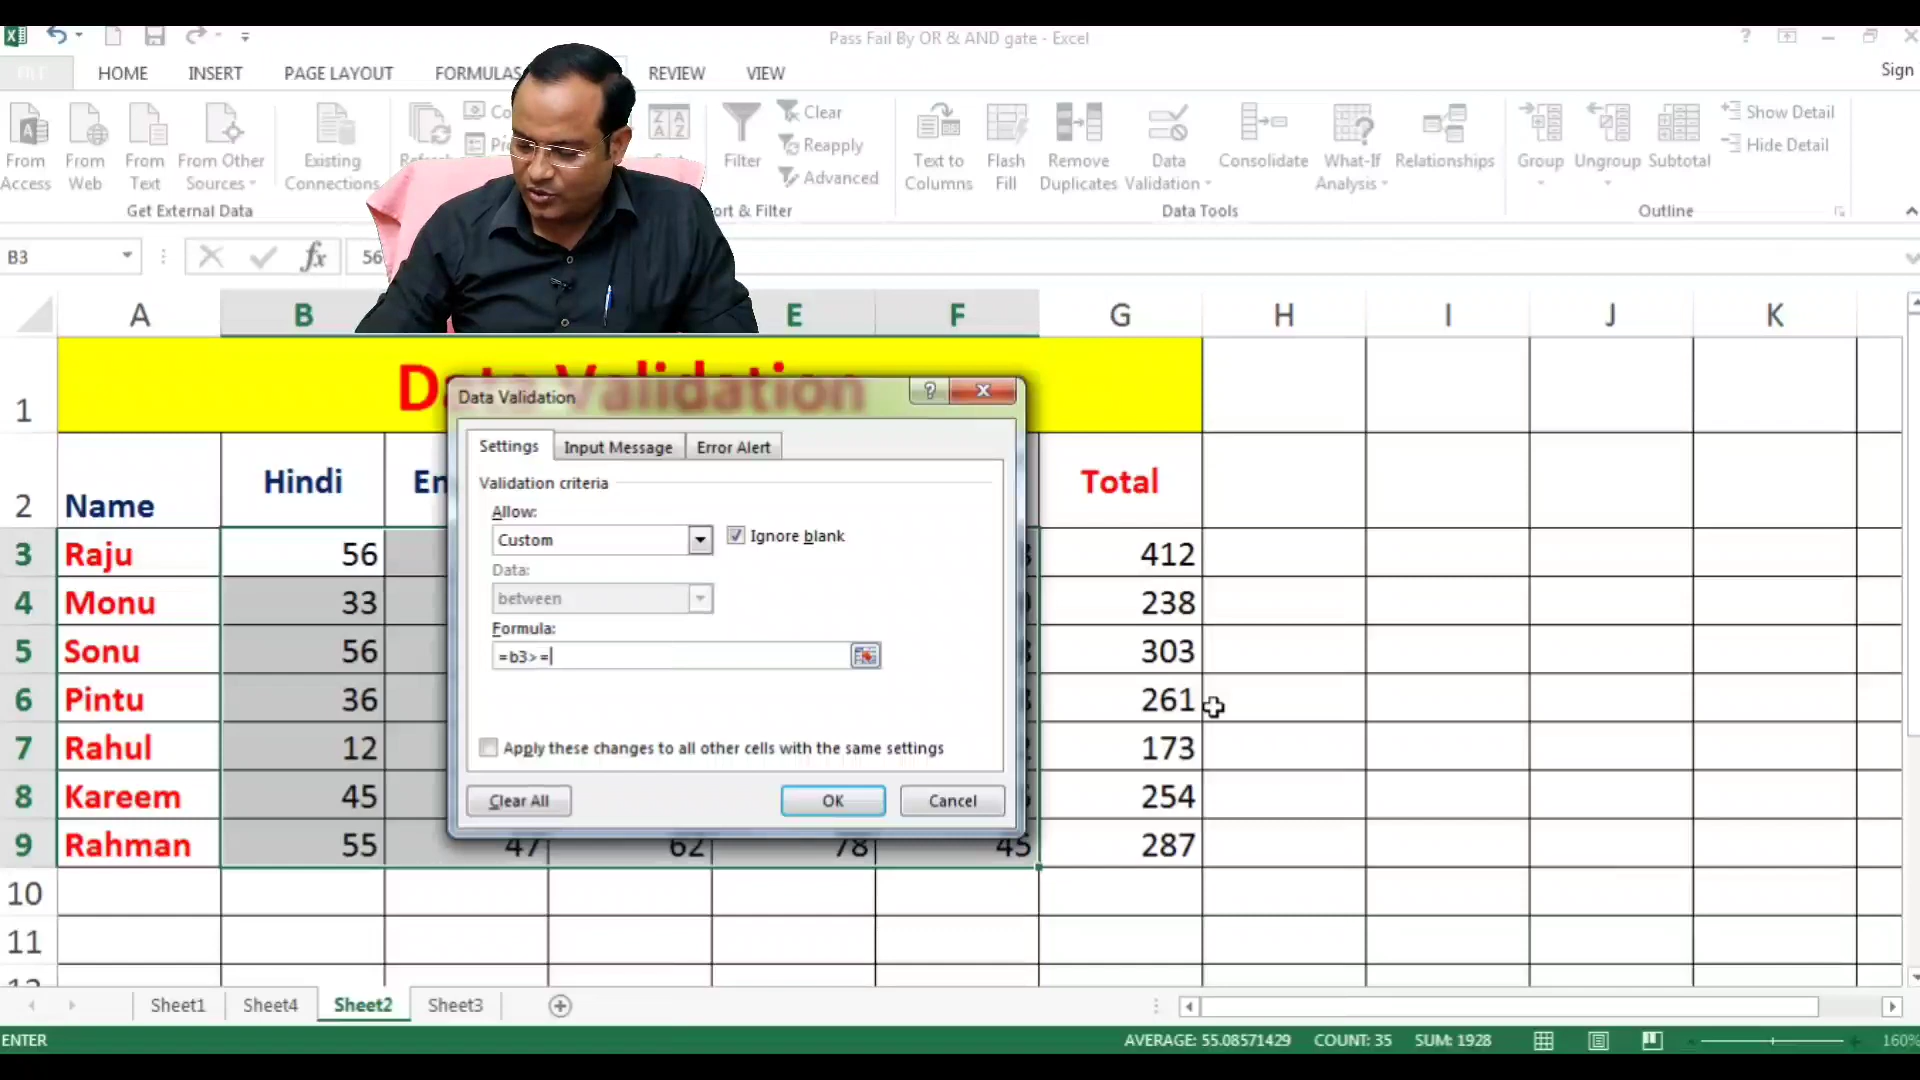 Pass Fail By OR & AND gate - Excel
Sign
HOME INSERT PAGE LAYOUT FORMULAS REVIEW VIEW
From Access
From Web
From Text
From Other Sources
Existing Connections
Get External Data
Filter
Clear
Reapply
Advanced
& Filter
Text to Columns
Flash Fill
Remove Duplicates
Data Validation
Consolidate
What-If Analysis
Relationships
Data Tools
Group
Ungroup
Subtotal
Show Detail
Hide Detail
Outline
B3 fx 56
A B E F G H I J K
1 Data Validation
2 Name Hindi Total
3 Raju 56 412
4 Monu 33 238
5 Sonu 56 303
6 Pintu 36 261
7 Rahul 12 173
8 Kareem 45 254
9 Rahman 55 47 62 78 45 287
10
11
Data Validation
Settings Input Message Error Alert
Validation criteria
Allow:
Custom Ignore blank
Data:
between
Formula:
=b3>=
Apply these changes to all other cells with the same settings
Clear All OK Cancel
Sheet1 Sheet4 Sheet2 Sheet3
ENTER AVERAGE: 55.08571429 COUNT: 35 SUM: 1928 160%